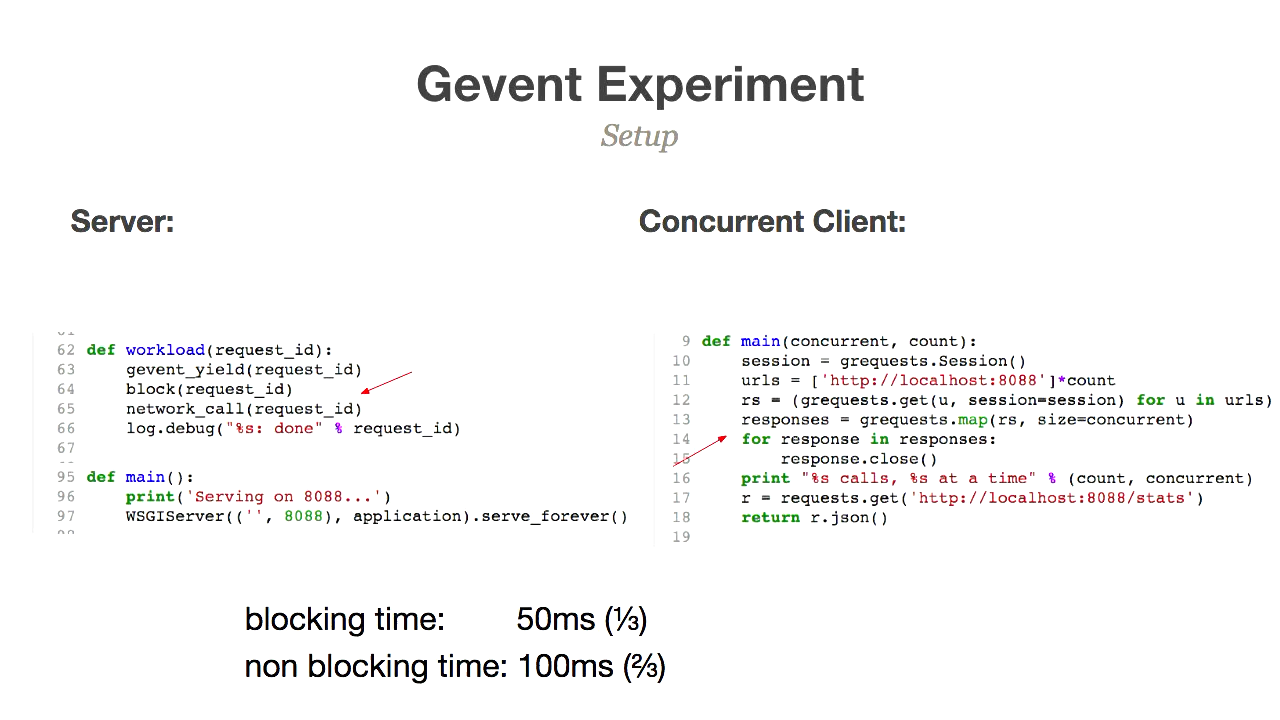 Gevent Experiment
Setup
Server:
Concurrent Client:
62 def workload(request_id):
63 gevent_yield(request_id)
64 block(request_id)
65 network_call(request_id)
66 log.debug("%s: done" % request_id)
67
95 def main():
96 print('Serving on 8088...')
97 WSGIServer(('', 8088), application).serve_forever()
9 def main(concurrent, count):
10 session = grequests.Session()
11 urls = ['http://localhost:8088']*count
12 rs = (grequests.get(u, session=session) for u in urls)
13 responses = grequests.map(rs, size=concurrent)
14 for response in responses:
15 response.close()
16 print "%s calls, %s at a time" % (count, concurrent)
17 r = requests.get('http://localhost:8088/stats')
18 return r.json()
19
blocking time: 50ms (⅓)
non blocking time: 100ms (⅔)